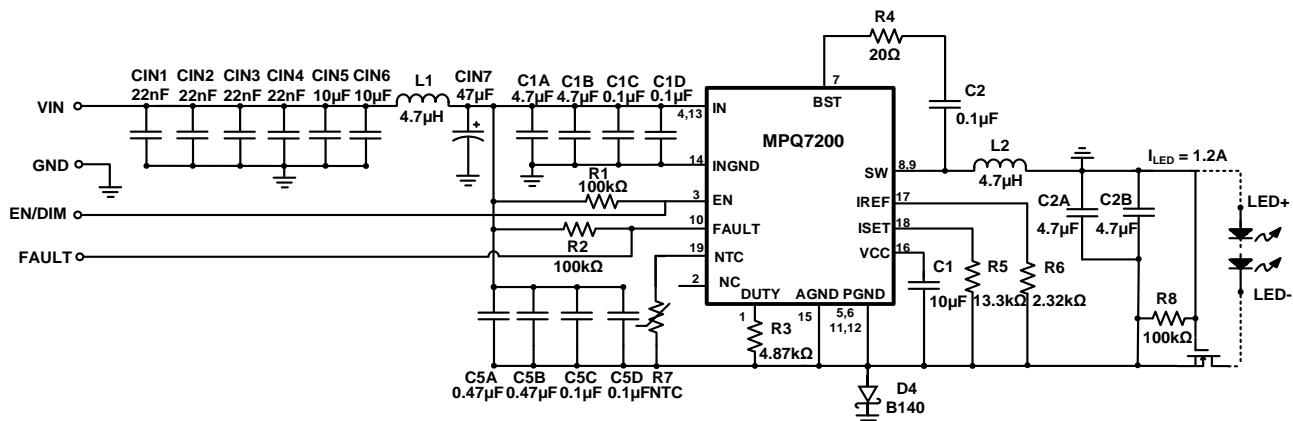 R4
20Ω
CIN1 CIN2 CIN3 CIN4 CIN5 CIN6 L1 CIN7 C1A C1B C1C C1D
22nF 22nF 22nF 22nF 10µF 10µF 47µF 4.7µF 4.7µF 0.1µF 0.1µF
7
BST
VIN
4.7µH
IN
4,13
MPQ7200
C2
0.1µF
GND
INGND
14
SW
8,9
L2
4.7µH
ILED = 1.2A
R1
100kΩ
EN
3
IREF
17
C2A
4.7µF
C2B
4.7µF
LED+
EN/DIM
FAULT
10
ISET
18
R2
100kΩ
FAULT
NTC
19
VCC
16
NC
2
C1
10µF
R5
13.3kΩ
R6
2.32kΩ
LED-
DUTY
AGND
PGND
1
15
5,6
11,12
R3
4.87kΩ
R8
100kΩ
C5A C5B C5C C5D R7
0.47µF 0.47µF 0.1µF 0.1µF NTC
D4
B140